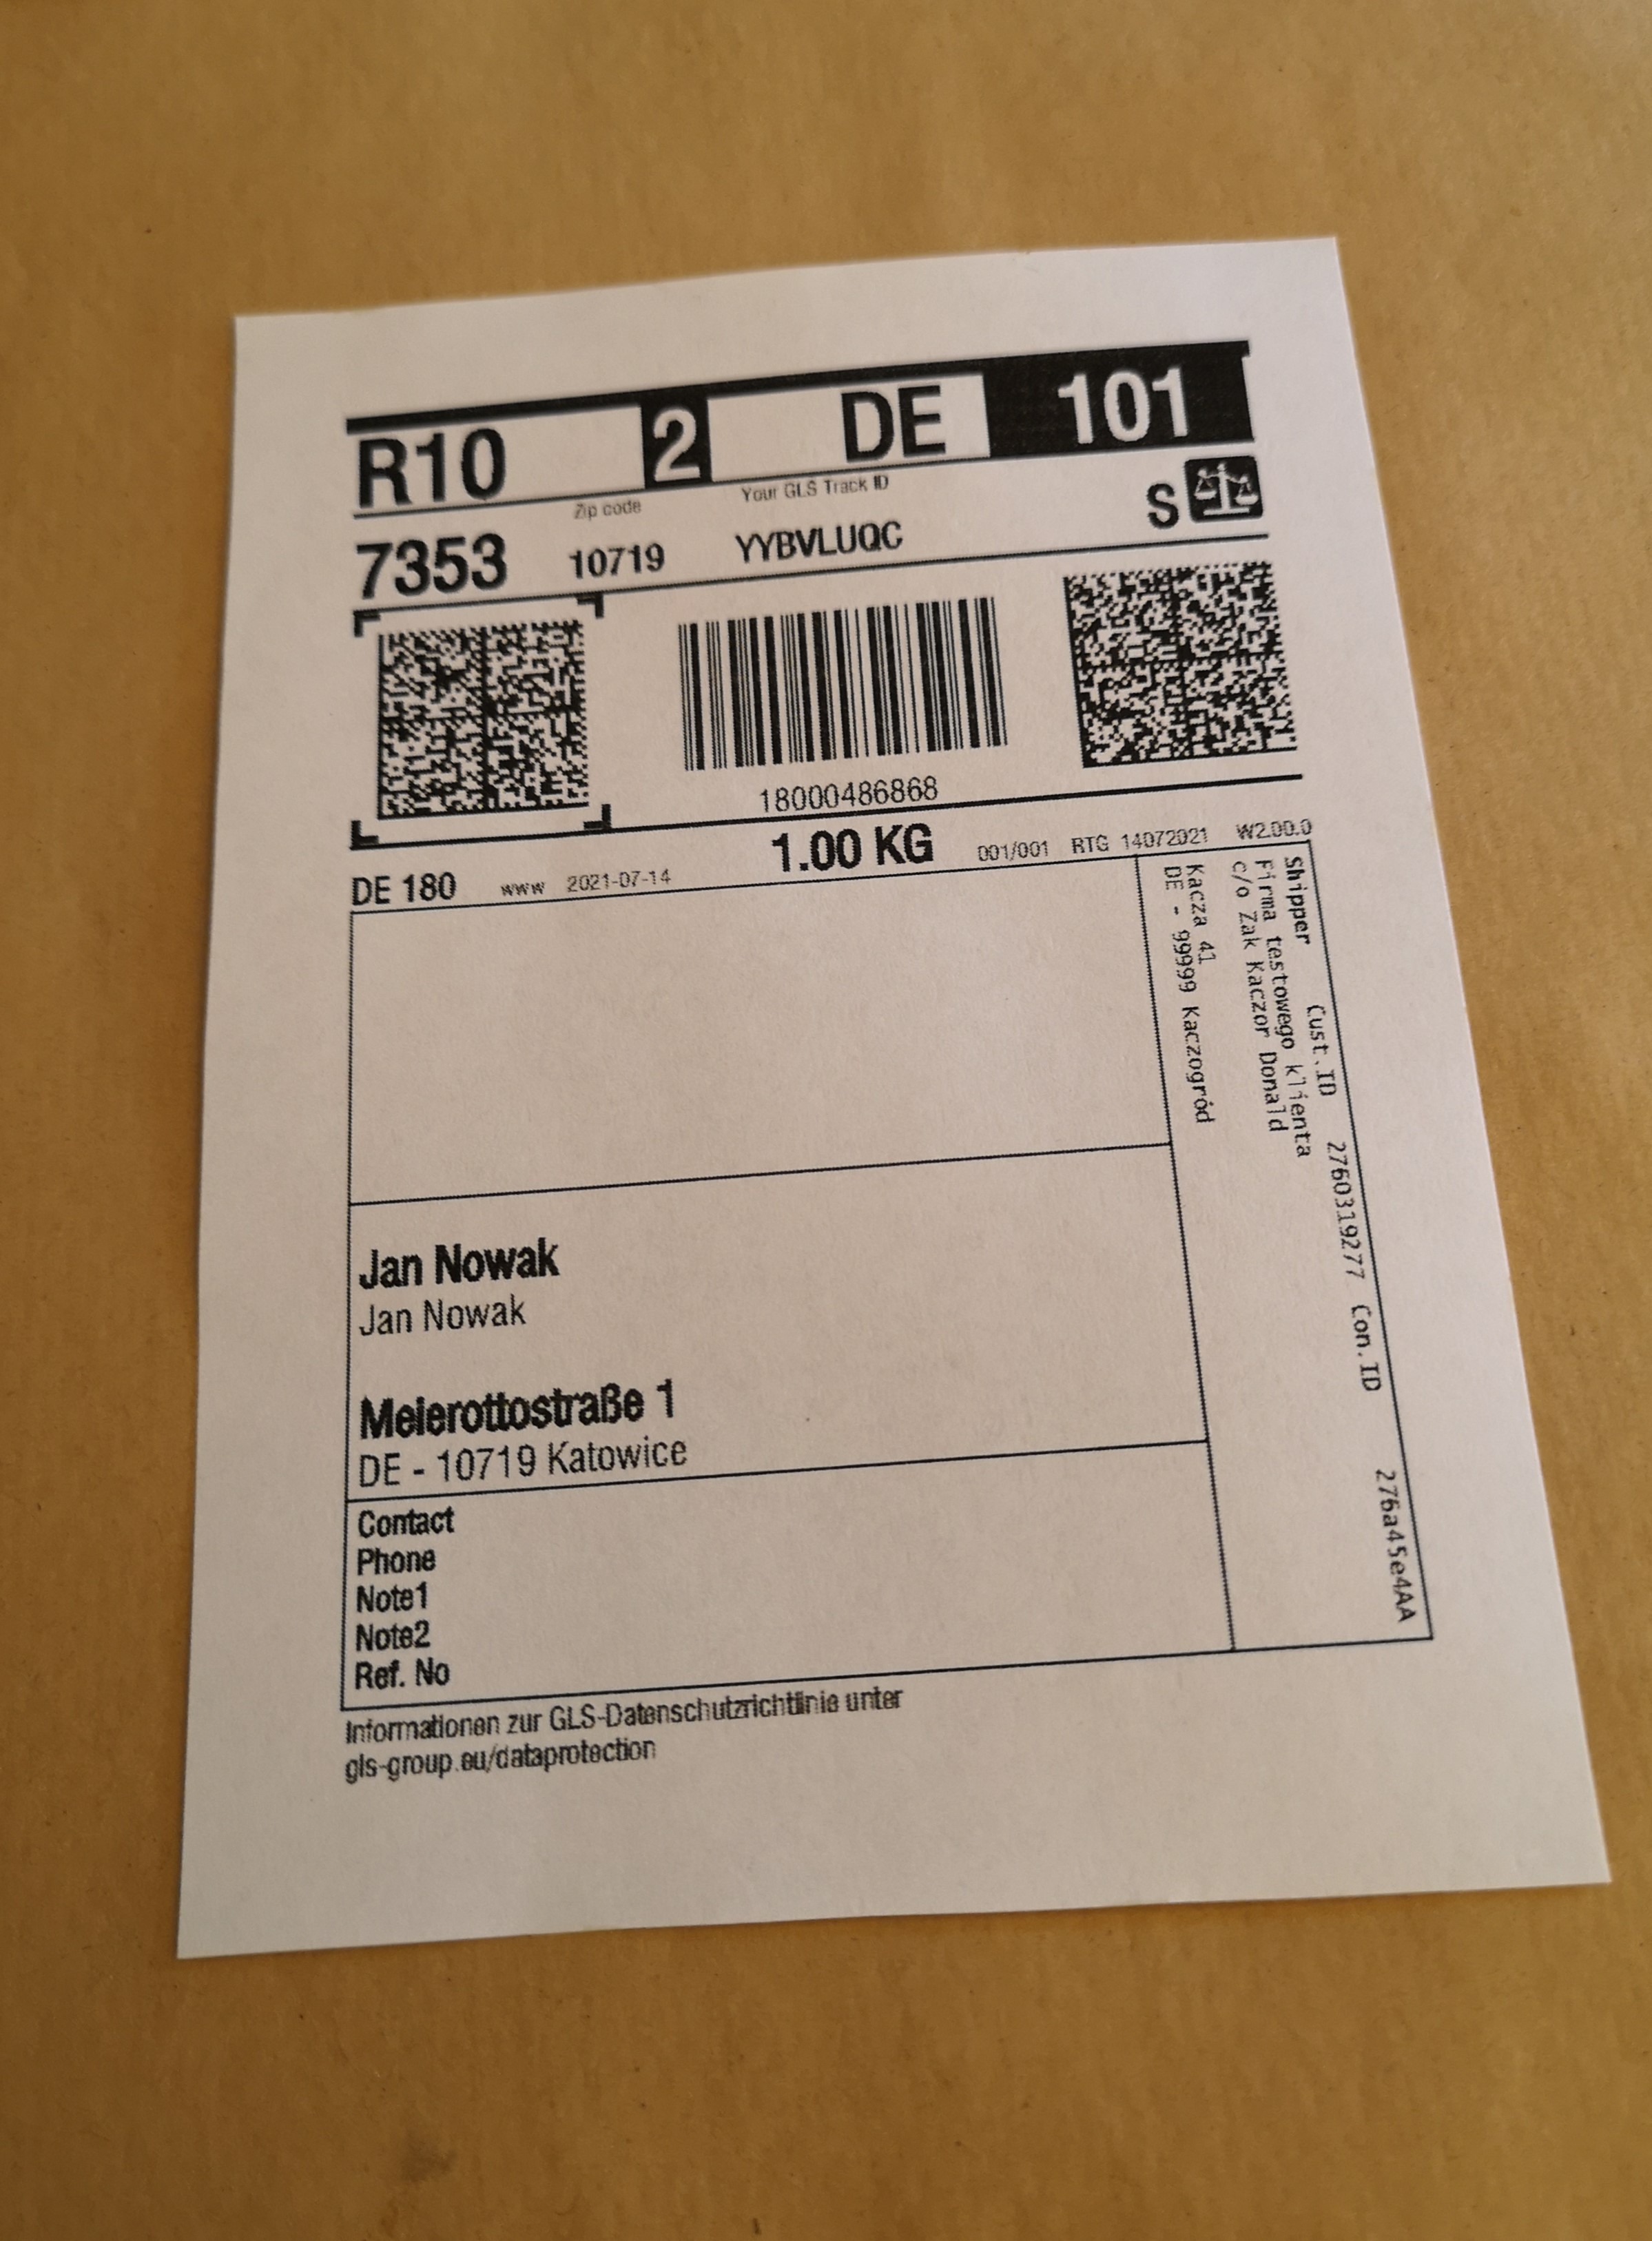 R10 2 DE 101
Zip code Your GLS Track ID
7353 10719 YYBVLUQC S
18000486868
1.00 KG
DE 180 www 2021-07-14 001/001 RTG 14072021 W2.00.0
Shipper Cust.ID 2760319277 Con.ID 276a45e4AA
Firma testowego klienta
c/o Zak Kaczor Donald
Kacza 41
DE - 99999 Kaczogród
Jan Nowak
Jan Nowak
Meierottostraße 1
DE - 10719 Katowice
Contact
Phone
Note1
Note2
Ref. No
Informationen zur GLS-Datenschutzrichtlinie unter
gls-group.eu/dataprotection